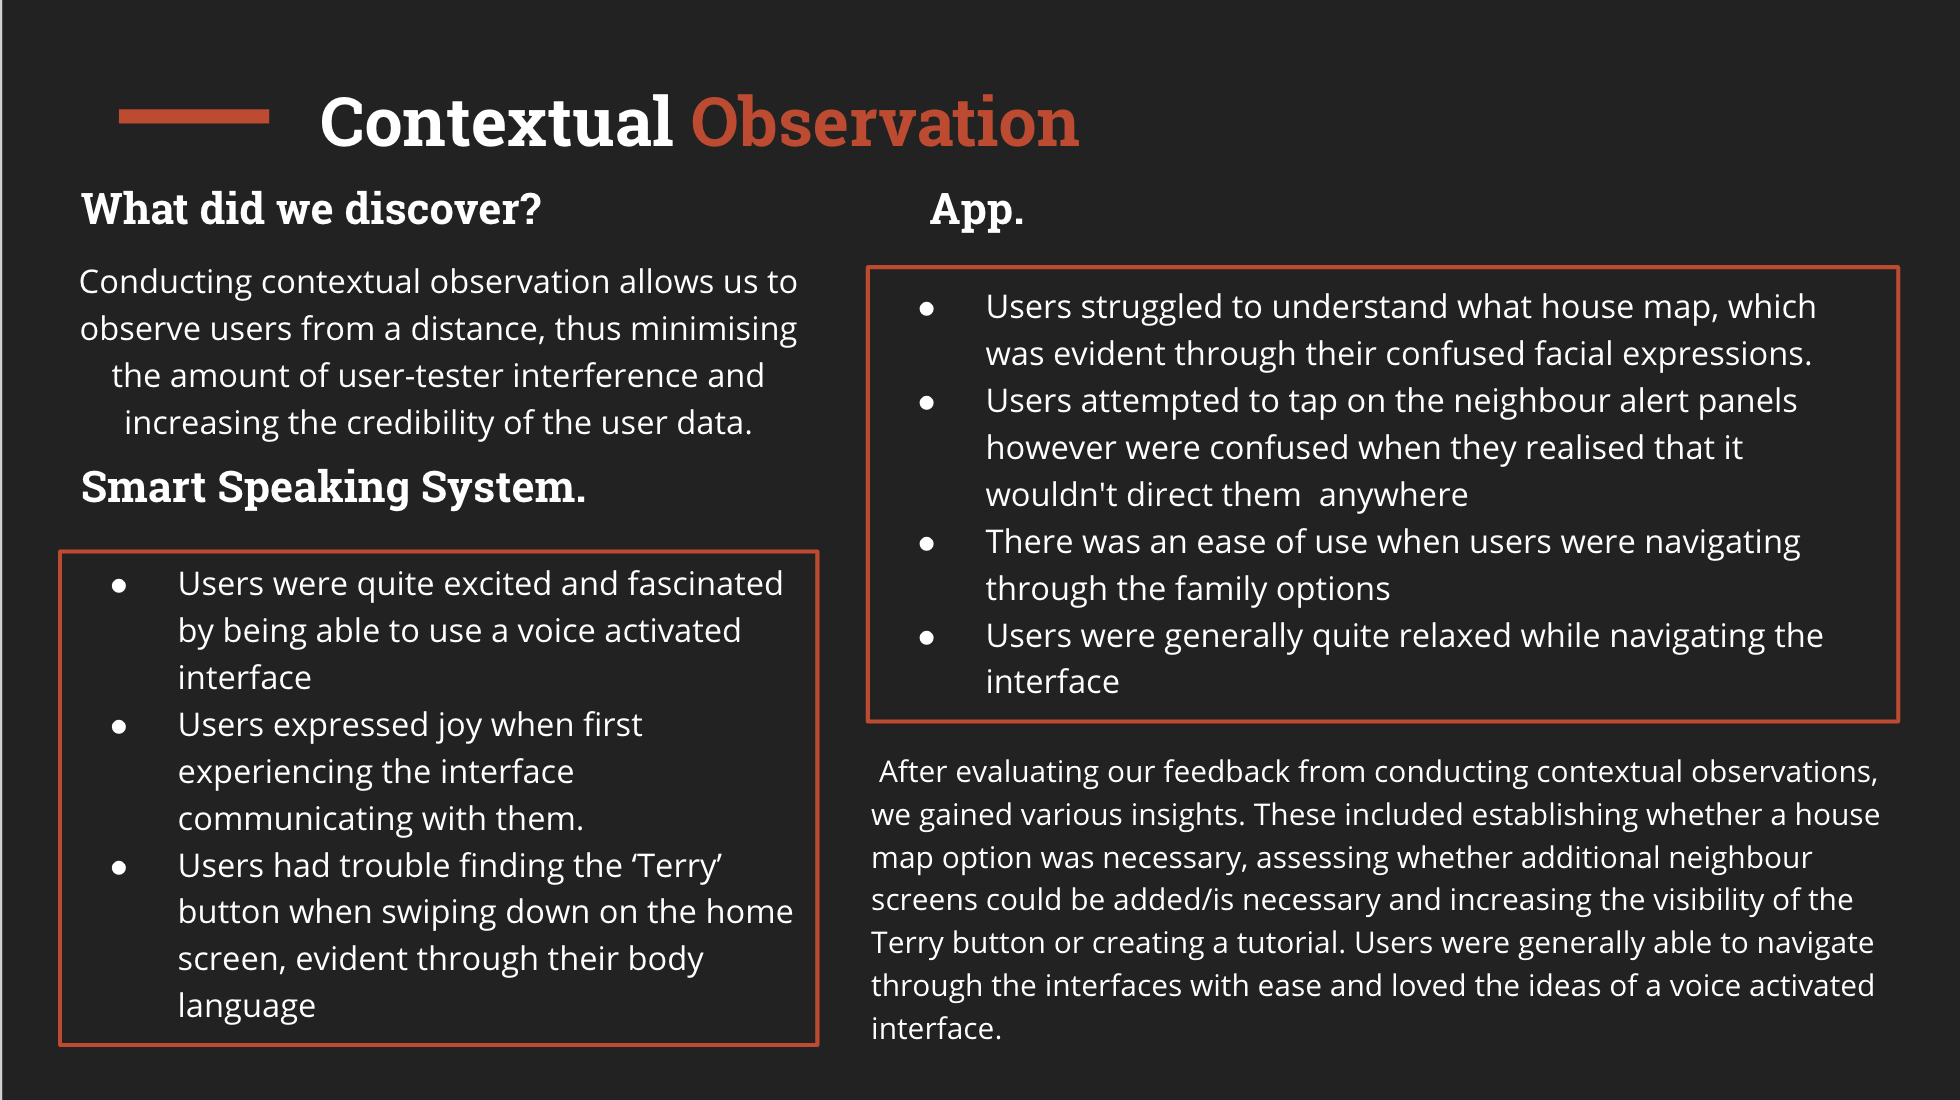 Contextual Observation
What did we discover?
Conducting contextual observation allows us to
observe users from a distance, thus minimising
the amount of user-tester interference and
increasing the credibility of the user data.
Smart Speaking System.
● Users were quite excited and fascinated
by being able to use a voice activated
interface
● Users expressed joy when first
experiencing the interface
communicating with them.
● Users had trouble finding the ‘Terry’
button when swiping down on the home
screen, evident through their body
language
App.
● Users struggled to understand what house map, which
was evident through their confused facial expressions.
● Users attempted to tap on the neighbour alert panels
however were confused when they realised that it
wouldn't direct them  anywhere
● There was an ease of use when users were navigating
through the family options
● Users were generally quite relaxed while navigating the
interface
After evaluating our feedback from conducting contextual observations,
we gained various insights. These included establishing whether a house
map option was necessary, assessing whether additional neighbour
screens could be added/is necessary and increasing the visibility of the
Terry button or creating a tutorial. Users were generally able to navigate
through the interfaces with ease and loved the ideas of a voice activated
interface.